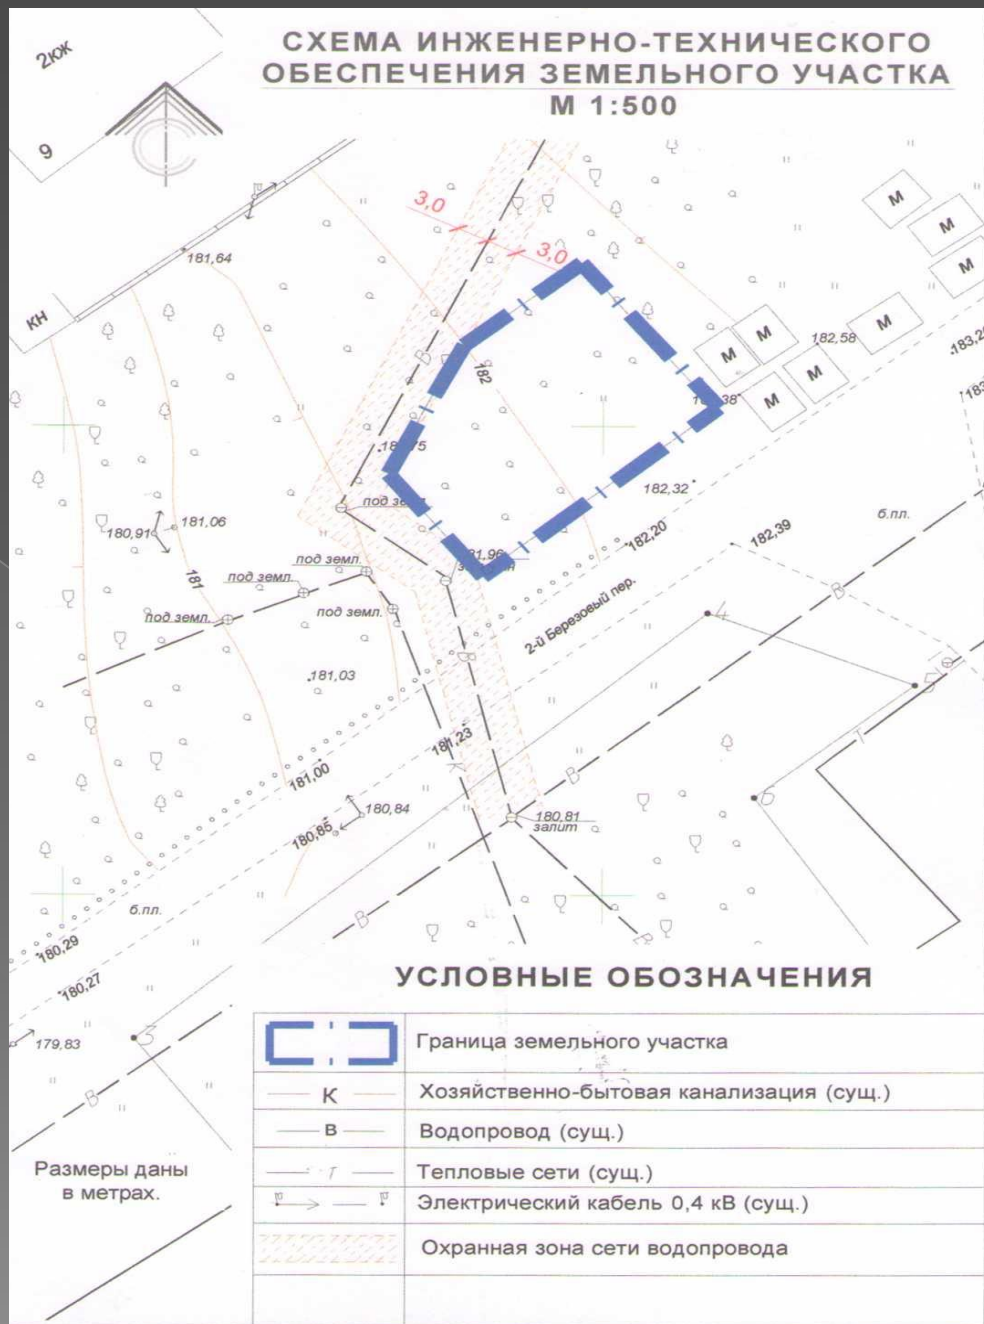 СХЕМА ИНЖЕНЕРНО-ТЕХНИЧЕСКОГО
ОБЕСПЕЧЕНИЯ ЗЕМЕЛЬНОГО УЧАСТКА
М 1:500
2кж
9
3,0
3,0
181,64
КН
М
М
М
М
М
М
М
М
182,58
В
182
под земл.
182,32
182,20
182,39
б.пл.
180,91
181,06
181
под земл.
под земл.
под земл.
под земл.
2-й Березовый пер.
В
В
181,03
181,23
К
Т
181,00
В
180,84
180,85
180,81
залит
б.пл.
В
180,29
180,27
179,83
В
УСЛОВНЫЕ ОБОЗНАЧЕНИЯ
Граница земельного участка
К Хозяйственно-бытовая канализация (сущ.)
В Водопровод (сущ.)
Т Тепловые сети (сущ.)
Электрический кабель 0,4 кВ (сущ.)
Охранная зона сети водопровода
Размеры даны
в метрах.